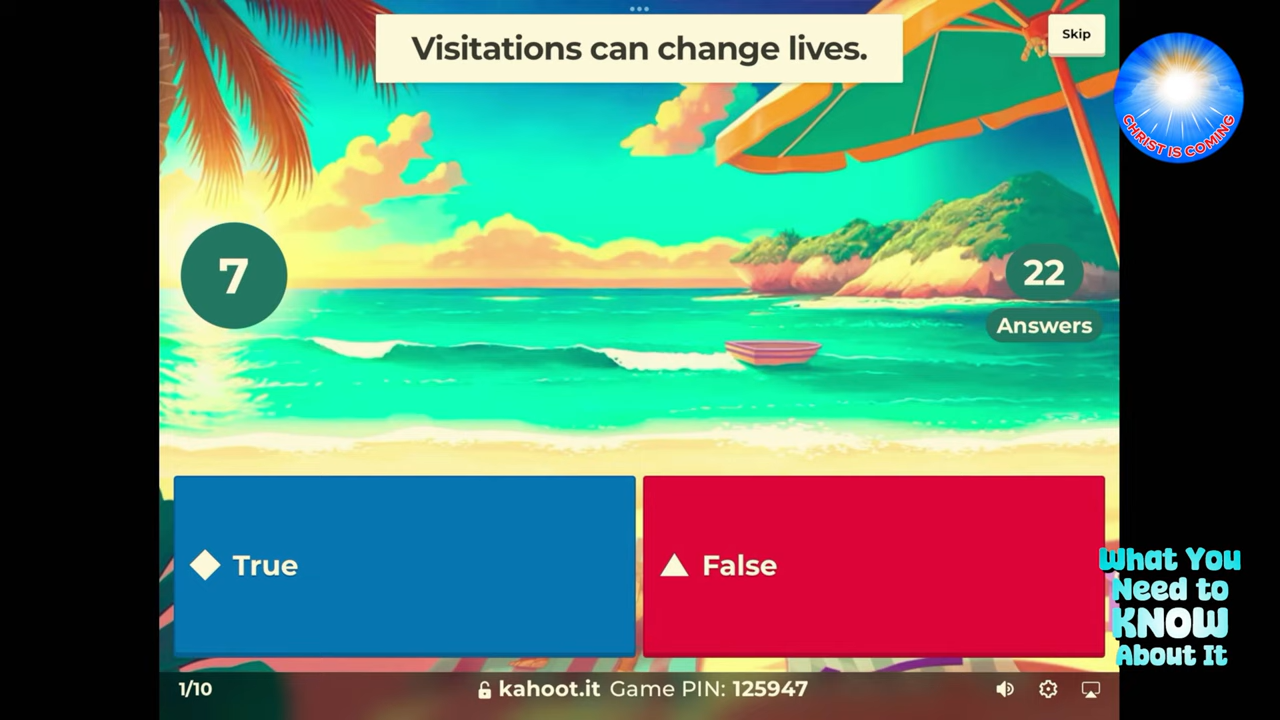 Visitations can change lives.
Skip
CHRIST IS COMING
7
22
Answers
True
False
What You
Need to
KNOW
About It
1/10
kahoot.it Game PIN: 125947